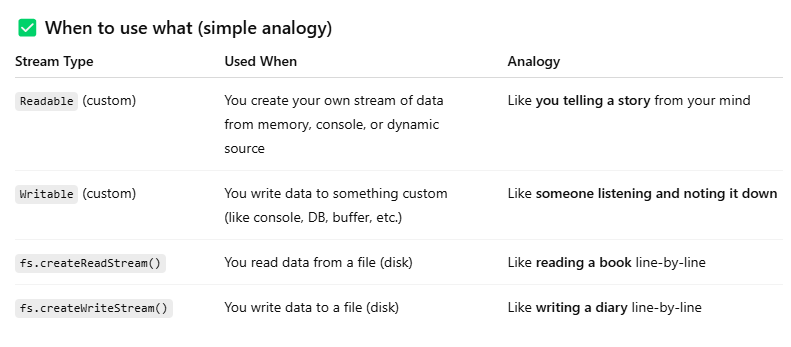 ✅ When to use what (simple analogy)
Stream Type Used When Analogy
Readable (custom) You create your own stream of data Like you telling a story from your mind
from memory, console, or dynamic
source
Writable (custom) You write data to something custom Like someone listening and noting it down
(like console, DB, buffer, etc.)
fs.createReadStream() You read data from a file (disk) Like reading a book line-by-line
fs.createWriteStream() You write data to a file (disk) Like writing a diary line-by-line